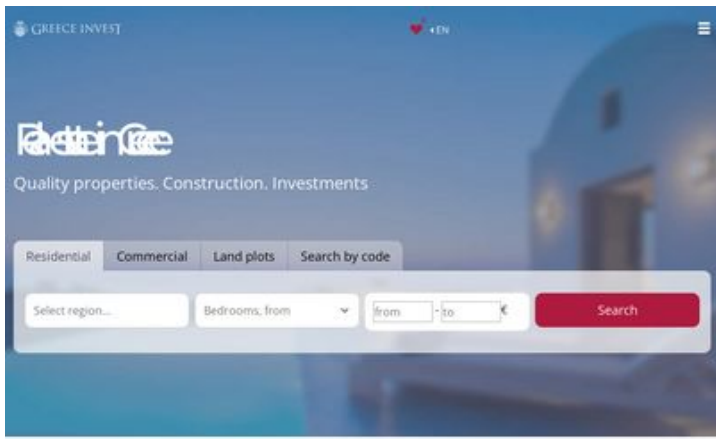 GREECE INVEST
EN
Quality properties. Construction. Investments
Residential Commercial Land plots Search by code
Select region... Bedrooms, from from - to € Search